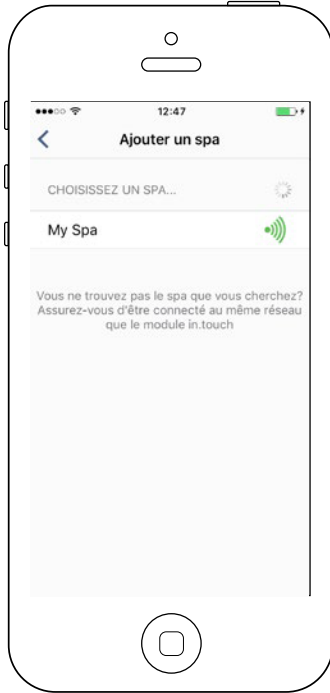 12:47
Ajouter un spa
CHOISISSEZ UN SPA...
My Spa
Vous ne trouvez pas le spa que vous cherchez?
Assurez-vous d'être connecté au même réseau
que le module in.touch